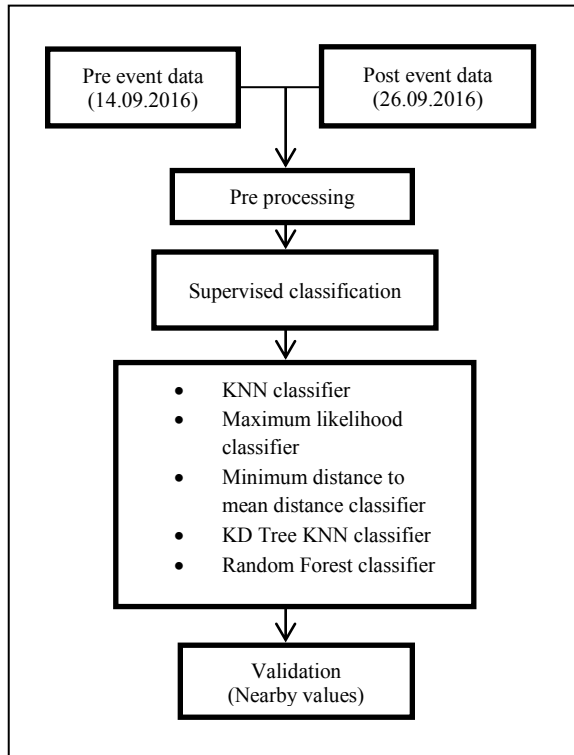 Pre event data
(14.09.2016)
Post event data
(26.09.2016)
Pre processing
Supervised classification
• KNN classifier
• Maximum likelihood
classifier
• Minimum distance to
mean distance classifier
• KD Tree KNN classifier
• Random Forest classifier
Validation
(Nearby values)